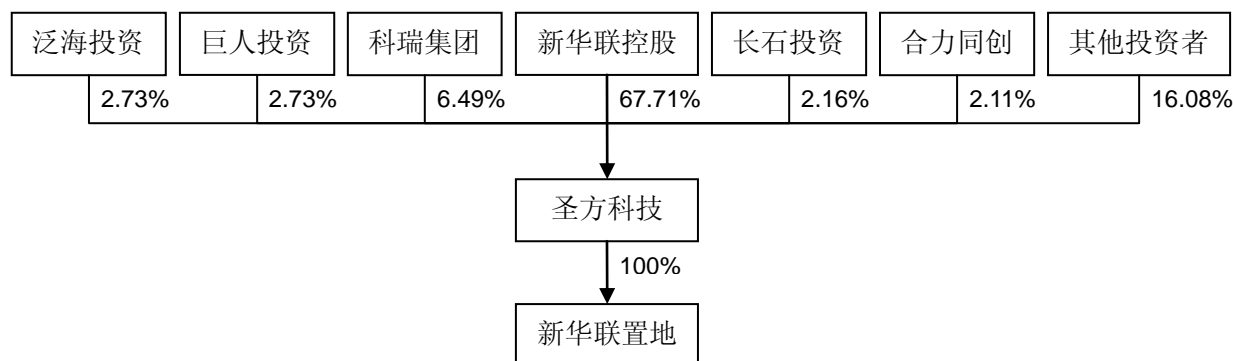 泛海投资 巨人投资 科瑞集团 新华联控股 长石投资 合力同创 其他投资者
2.73% 2.73% 6.49% 67.71% 2.16% 2.11% 16.08%
圣方科技
100%
新华联置地